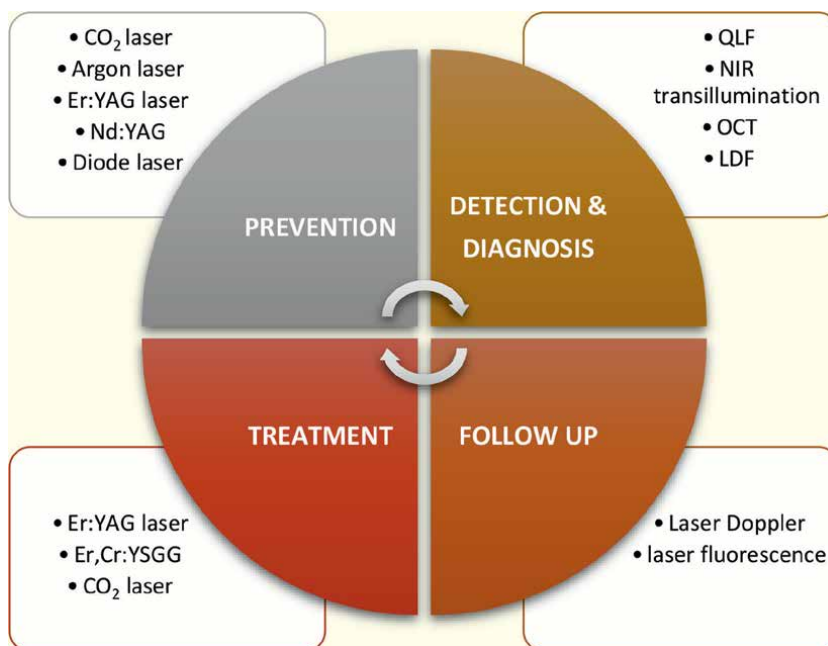 • CO₂ laser
• Argon laser
• Er:YAG laser
• Nd:YAG
• Diode laser
• QLF
• NIR
transillumination
• OCT
• LDF
PREVENTION
DETECTION &
DIAGNOSIS
TREATMENT
FOLLOW UP
• Er:YAG laser
• Er,Cr:YSGG
• CO₂ laser
• Laser Doppler
• laser fluorescence